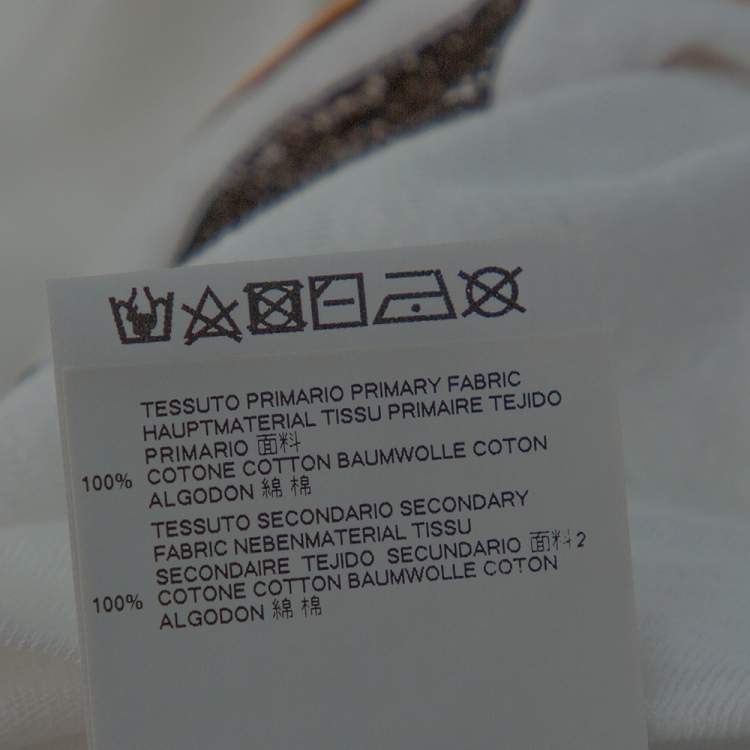 TESSUTO PRIMARIO PRIMARY FABRIC
HAUPTMATERIAL TISSU PRIMAIRE TEJIDO
PRIMARIO 面料
100% COTONE COTTON BAUMWOLLE COTON
ALGODON 綿 棉
TESSUTO SECONDARIO SECONDARY
FABRIC NEBENMATERIAL TISSU
SECONDAIRE TEJIDO SECUNDARIO 面料2
100% COTONE COTTON BAUMWOLLE COTON
ALGODON 綿 棉